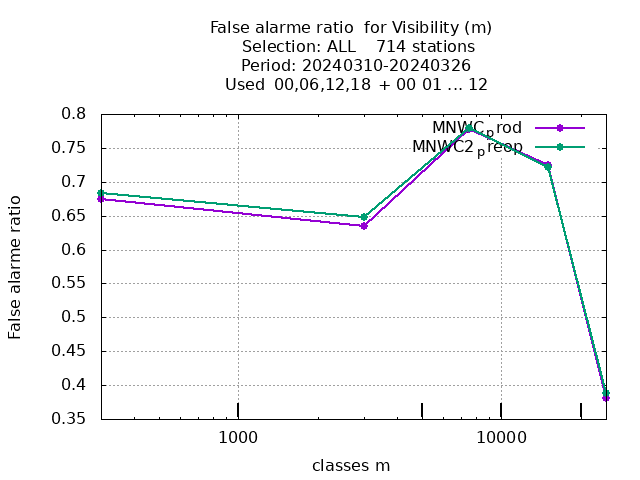 False alarme ratio  for Visibility (m)
Selection: ALL    714 stations
Period: 20240310-20240326
Used  00,06,12,18 + 00 01 ... 12
MNWC_prod
MNWC2_preop
0.8
0.75
0.7
0.65
0.6
0.55
0.5
0.45
0.4
0.35
False alarme ratio
1000
10000
classes m